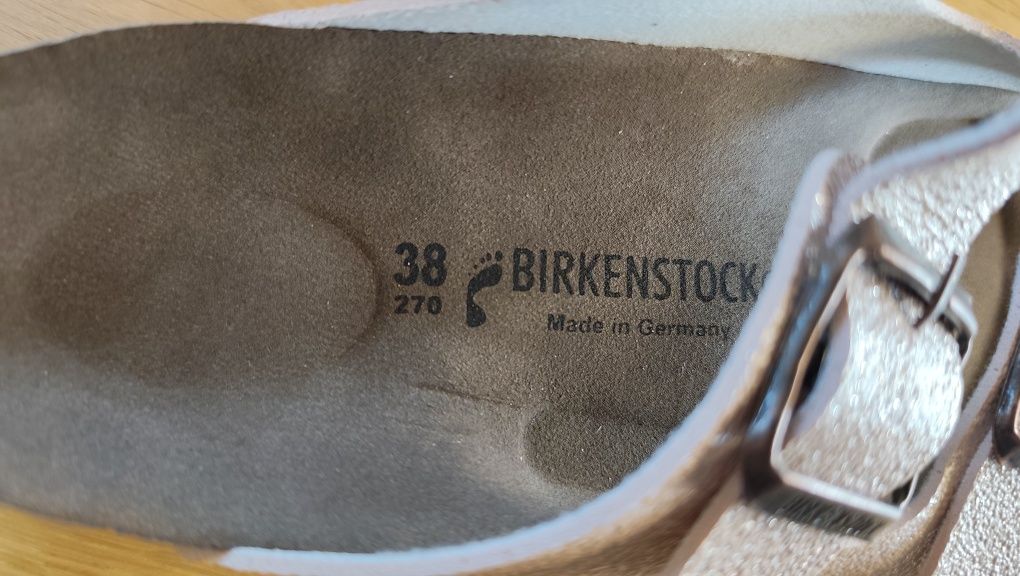 38 BIRKENSTOCK
270 Made in Germany